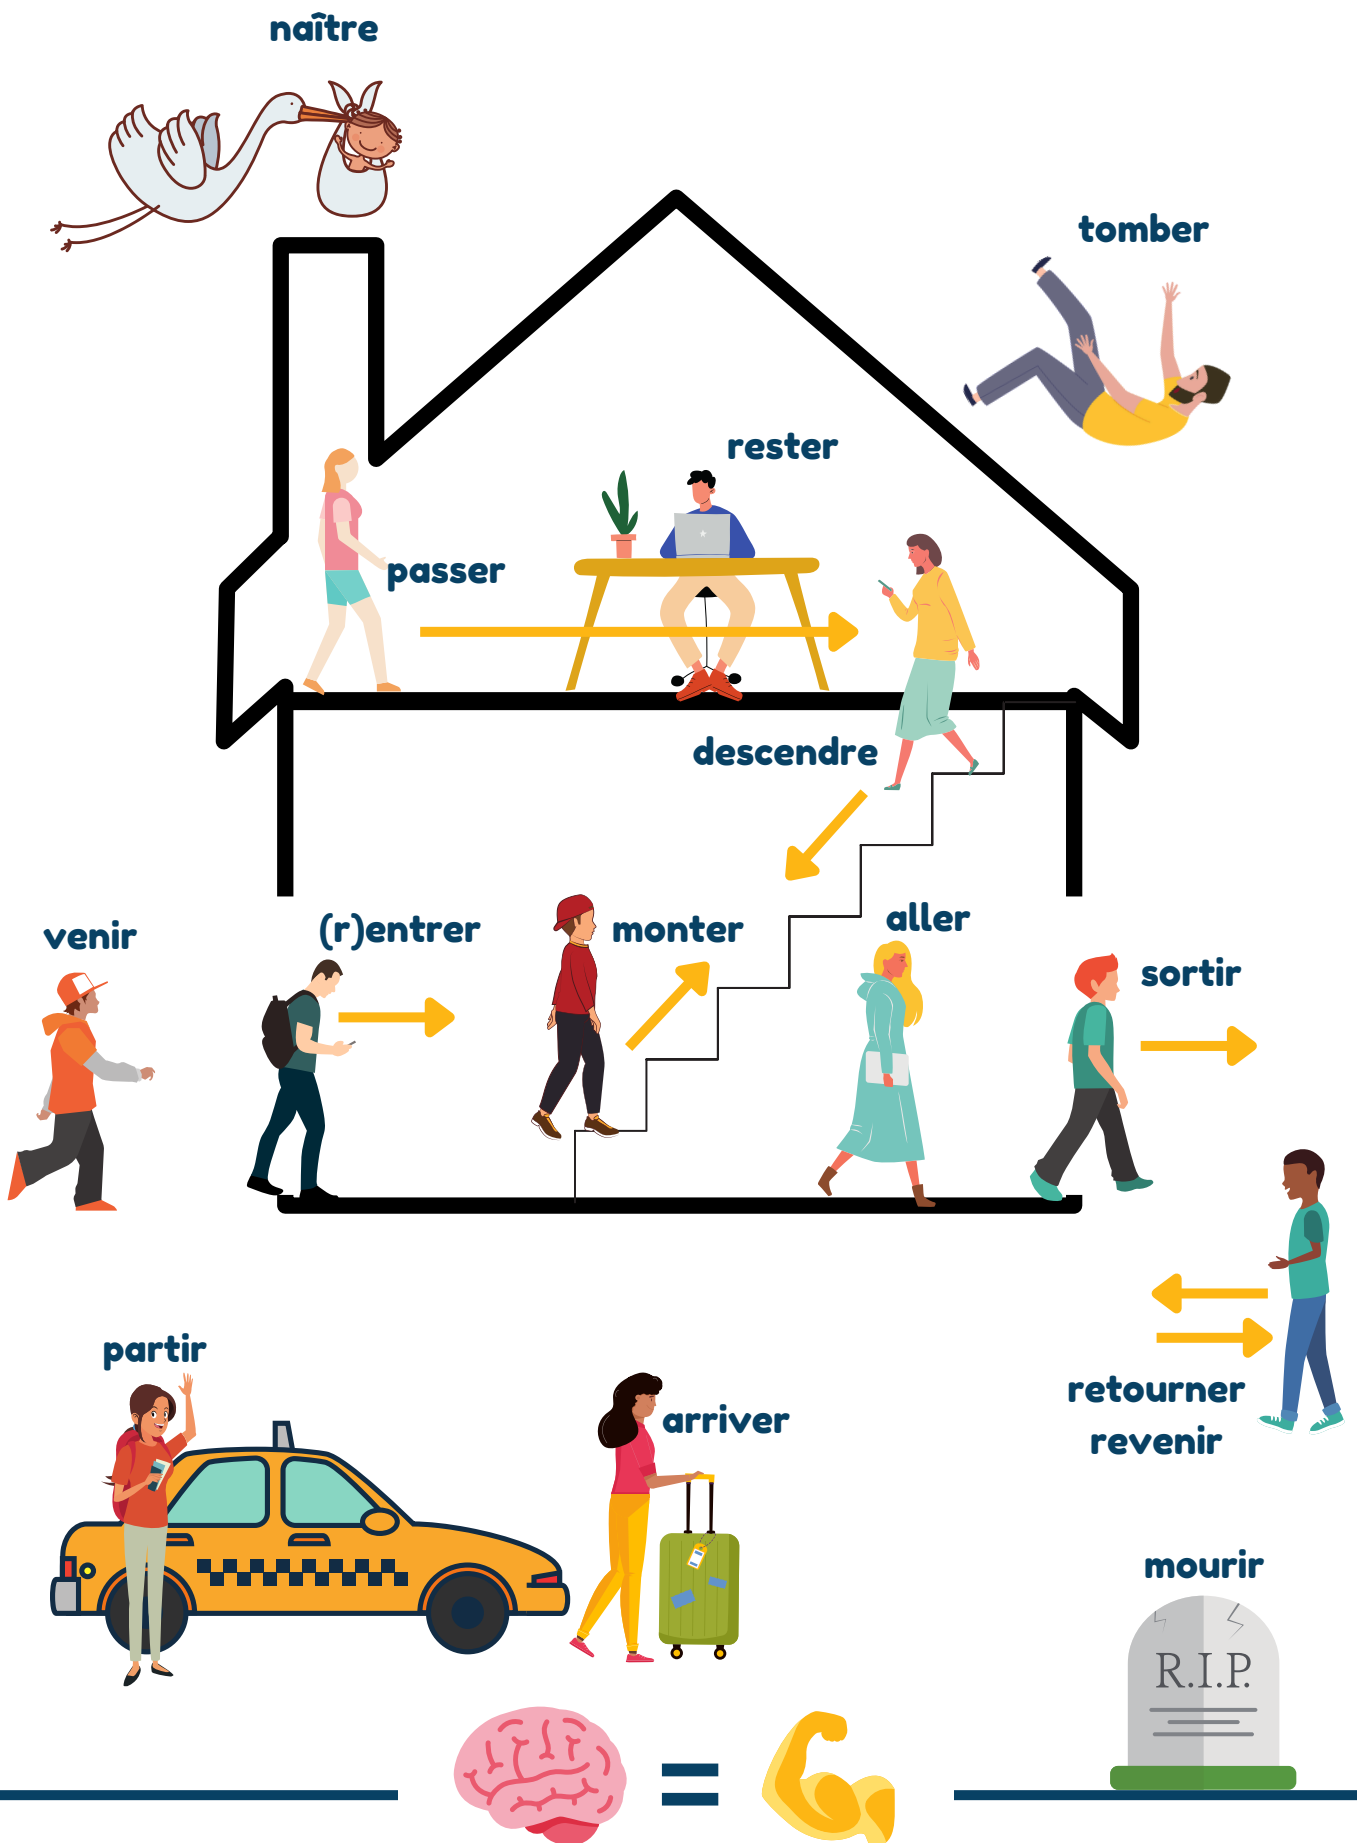 naître
tomber
rester
passer
descendre
venir
(r)entrer
monter
aller
sortir
partir
arriver
retourner
revenir
mourir
R.I.P.